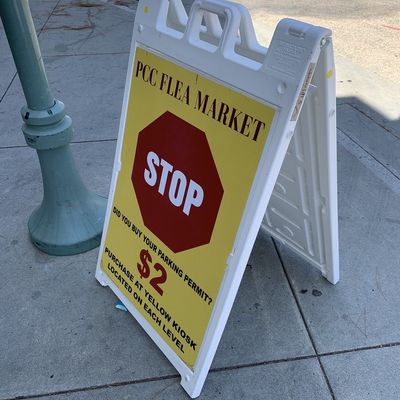 PCC FLEA MARKET
STOP
DID YOU BUY YOUR PARKING PERMIT?
$2
PURCHASE AT YELLOW KIOSK
LOCATED ON EACH LEVEL